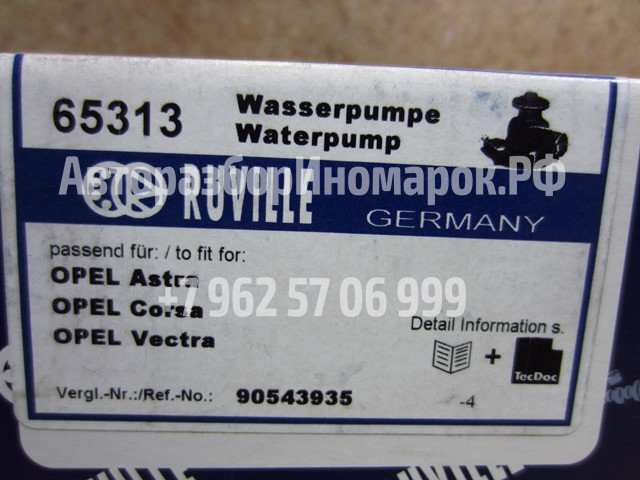 65313
Wasserpumpe
Waterpump
АвторазборИномарок.РФ
RUVILLE
GERMANY
passend für: / to fit for:
OPEL Astra
OPEL Corsa
+7 962 57 06 999
OPEL Vectra
Detail Information s.
+
TecDoc
Vergl.-Nr.:/Ref.-No.: 90543935
-4
RUVILLE